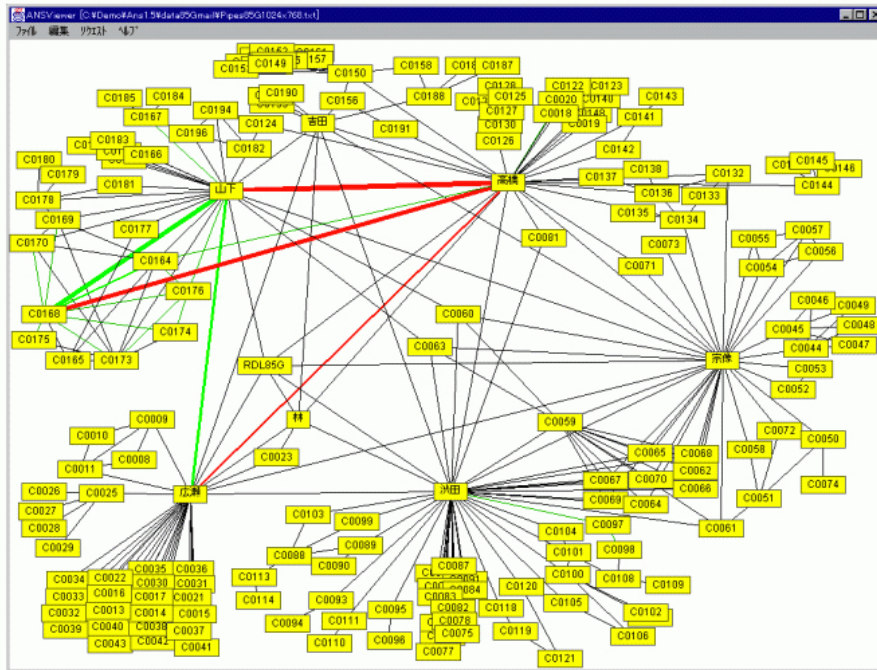 ANSViewer [C:¥Demo¥Ans1.5¥data85Gmail¥Pipes85G1024x768.txt]
ファイル 編集 リクエスト ヘルプ
C0149
C0150
C0158
C0187
C0190
C0156
C0188
C0125
C0127
C0130
C0126
C0122
C0123
C0020
C0018
C0019
C0143
C0141
C0142
C0185
C0184
C0167
C0194
C0196
C0124
C0182
C0191
吉田
C0183
C0166
C0180
C0179
C0181
C0178
山下
高橋
C0137
C0138
C0132
C0136
C0133
C0135
C0134
C0145
C0146
C0144
C0169
C0177
C0170
C0164
C0176
C0168
C0174
C0175
C0165
C0173
C0081
C0073
C0071
C0057
C0055
C0056
C0054
C0046
C0049
C0045
C0048
C0044
C0047
C0053
C0052
C0060
C0063
RDL85G
宗像
林
C0023
C0009
C0010
C0008
C0011
C0026
C0025
C0027
C0028
C0029
広瀬
洪田
C0059
C0065
C0068
C0062
C0067
C0070
C0066
C0069
C0064
C0061
C0072
C0050
C0058
C0051
C0074
C0103
C0099
C0088
C0089
C0090
C0113
C0114
C0093
C0094
C0111
C0095
C0110
C0096
C0104
C0097
C0101
C0098
C0100
C0108
C0109
C0120
C0105
C0102
C0118
C0119
C0106
C0121
C0087
C0084
C0083
C0082
C0078
C0075
C0077
C0035
C0036
C0034
C0022
C0030
C0031
C0033
C0016
C0017
C0021
C0032
C0013
C0014
C0015
C0039
C0040
C0038
C0037
C0043
C0042
C0041